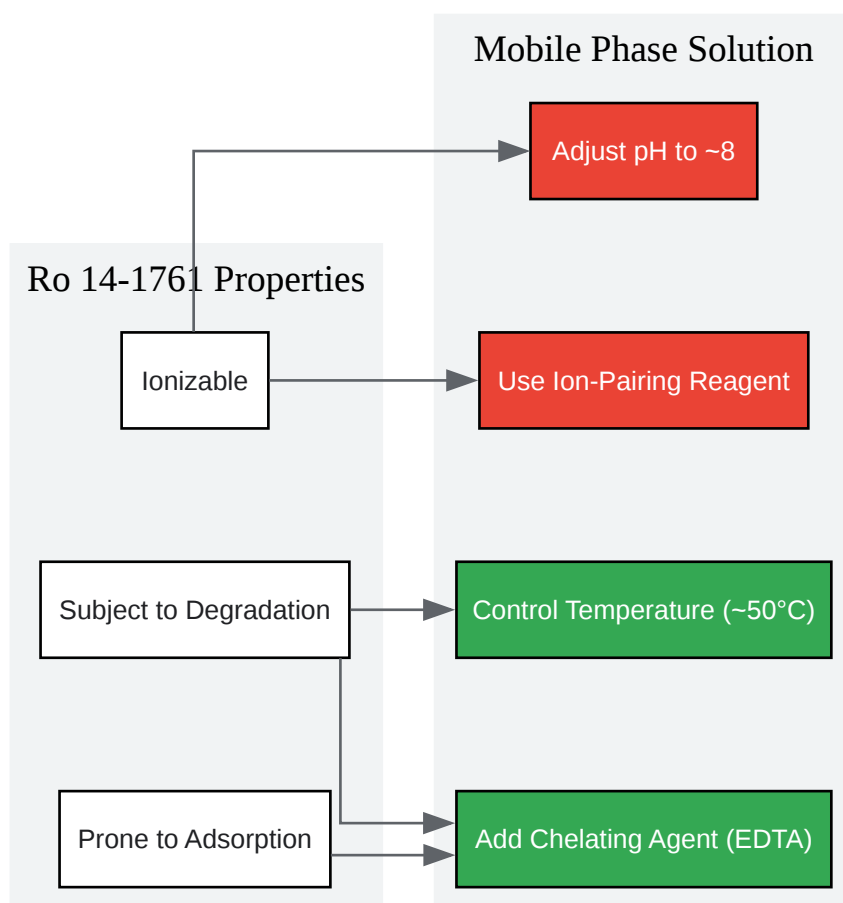 Mobile Phase Solution
Adjust pH to ~8
Ro 14-1761 Properties
Ionizable
Use Ion-Pairing Reagent
Subject to Degradation
Control Temperature (~50°C)
Prone to Adsorption
Add Chelating Agent (EDTA)